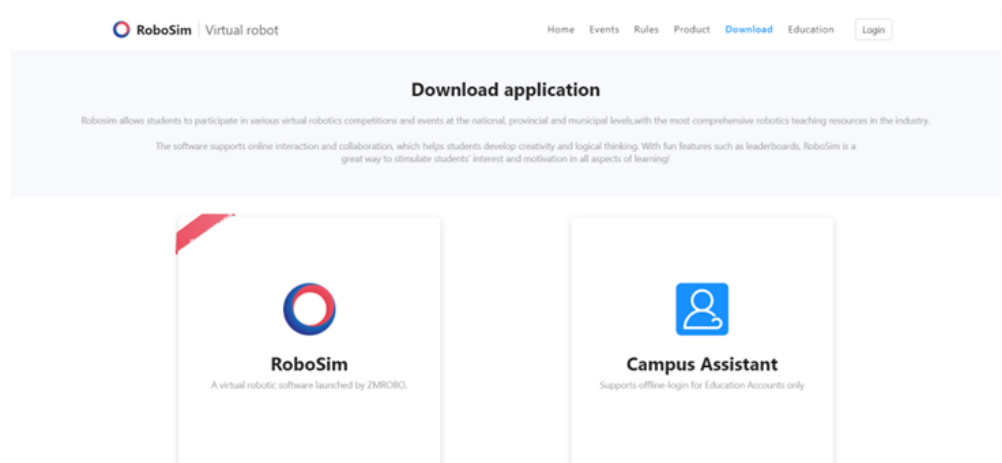 RoboSim | Virtual robot
Home Events Rules Product Download Education Login
Download application
Robosim allows students to participate in various virtual robotics competitions and events at the national, provincial and municipal levels,with the most comprehensive robotics teaching resources in the industry.
The software supports online interaction and collaboration, which helps students develop creativity and logical thinking. With fun features such as leaderboards, RoboSim is a
great way to stimulate students' interest and motivation in all aspects of learning!
RoboSim
A virtual robotic software launched by ZMROBO.
Campus Assistant
Supports offline-login for Education Accounts only